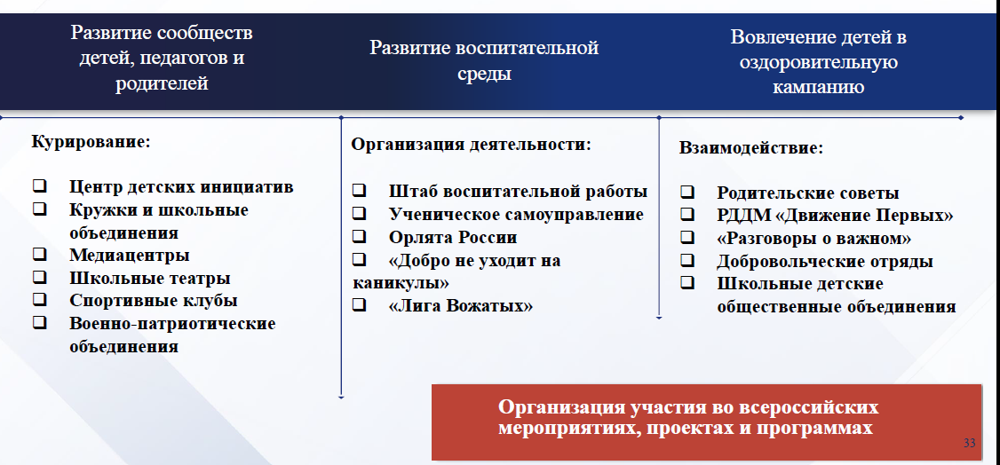 Развитие сообществ
детей, педагогов и
родителей
Развитие воспитательной
среды
Вовлечение детей в
оздоровительную
кампанию
Курирование:
❑ Центр детских инициатив
❑ Кружки и школьные
объединения
❑ Медиацентры
❑ Школьные театры
❑ Спортивные клубы
❑ Военно-патриотические
объединения
Организация деятельности:
❑ Штаб воспитательной работы
❑ Ученическое самоуправление
❑ Орлята России
❑ «Добро не уходит на
каникулы»
❑ «Лига Вожатых»
Взаимодействие:
❑ Родительские советы
❑ РДДМ «Движение Первых»
❑ «Разговоры о важном»
❑ Добровольческие отряды
❑ Школьные детские
общественные объединения
Организация участия во всероссийских
мероприятиях, проектах и программах
33